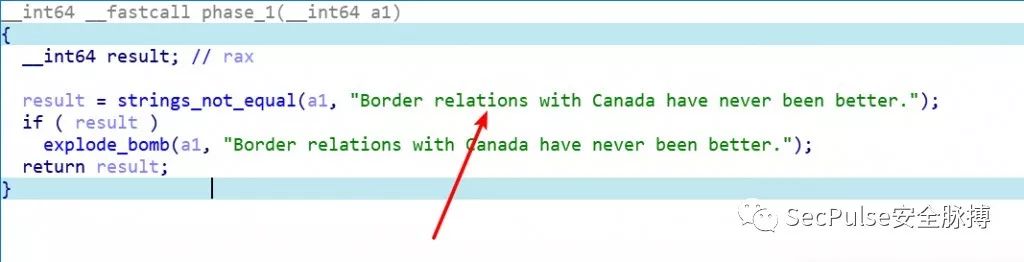 __int64 __fastcall phase_1(__int64 a1)
{
  __int64 result; // rax

  result = strings_not_equal(a1, "Border relations with Canada have never been better.");
  if ( result )
    explode_bomb(a1, "Border relations with Canada have never been better.");
  return result;
}
SecPulse安全脉搏